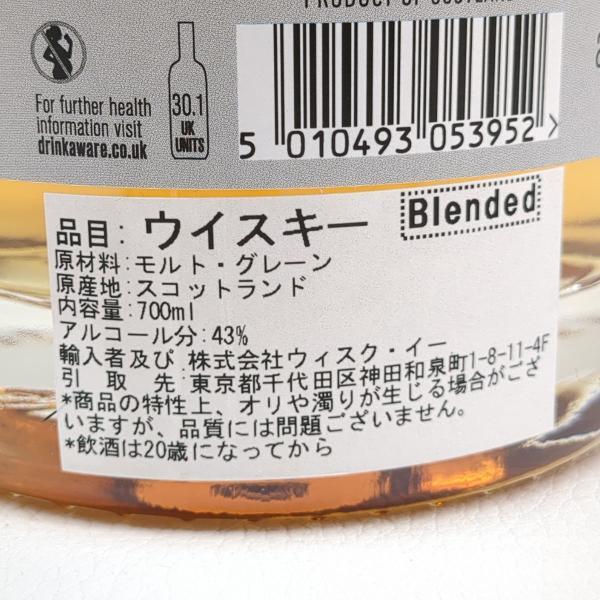 PRODUCT OF SCOTLAND
For further health
information visit
drinkaware.co.uk
30.1
UK
UNITS
5 010493 053952 >
品目: ウイスキー
Blended
原材料:モルト・グレーン
原産地:スコットランド
内容量:700ml
アルコール分:43%
輸入者及び 株式会社ウィスク・イー
引取先:東京都千代田区神田和泉町1-8-11-4F
*商品の特性上、オリや濁りが生じる場合がござ
いますが、品質には問題ございません。
*飲酒は20歳になってから